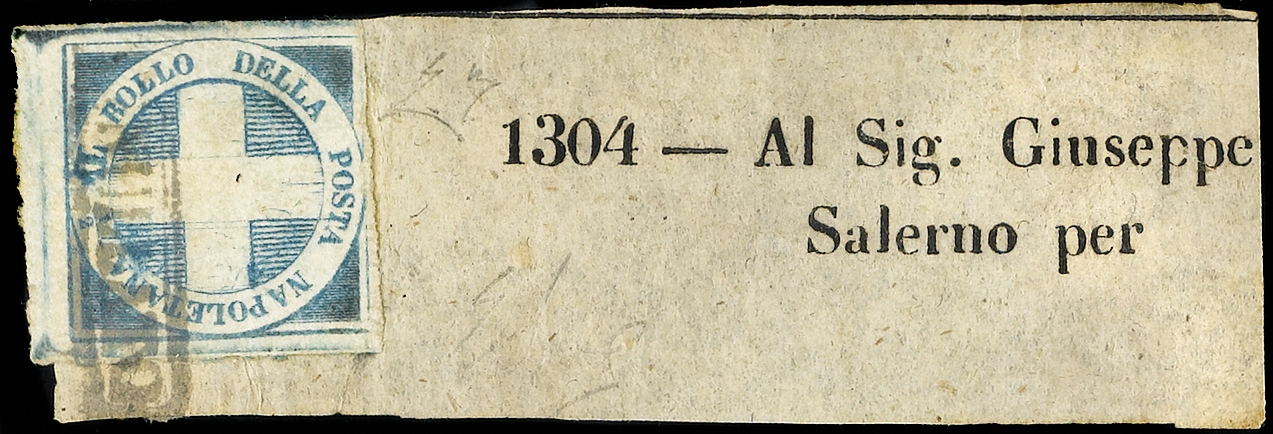 BOLLO DELLA POSTA NAPOLETANA
1304 — Al Sig. Giuseppe
Salerno per